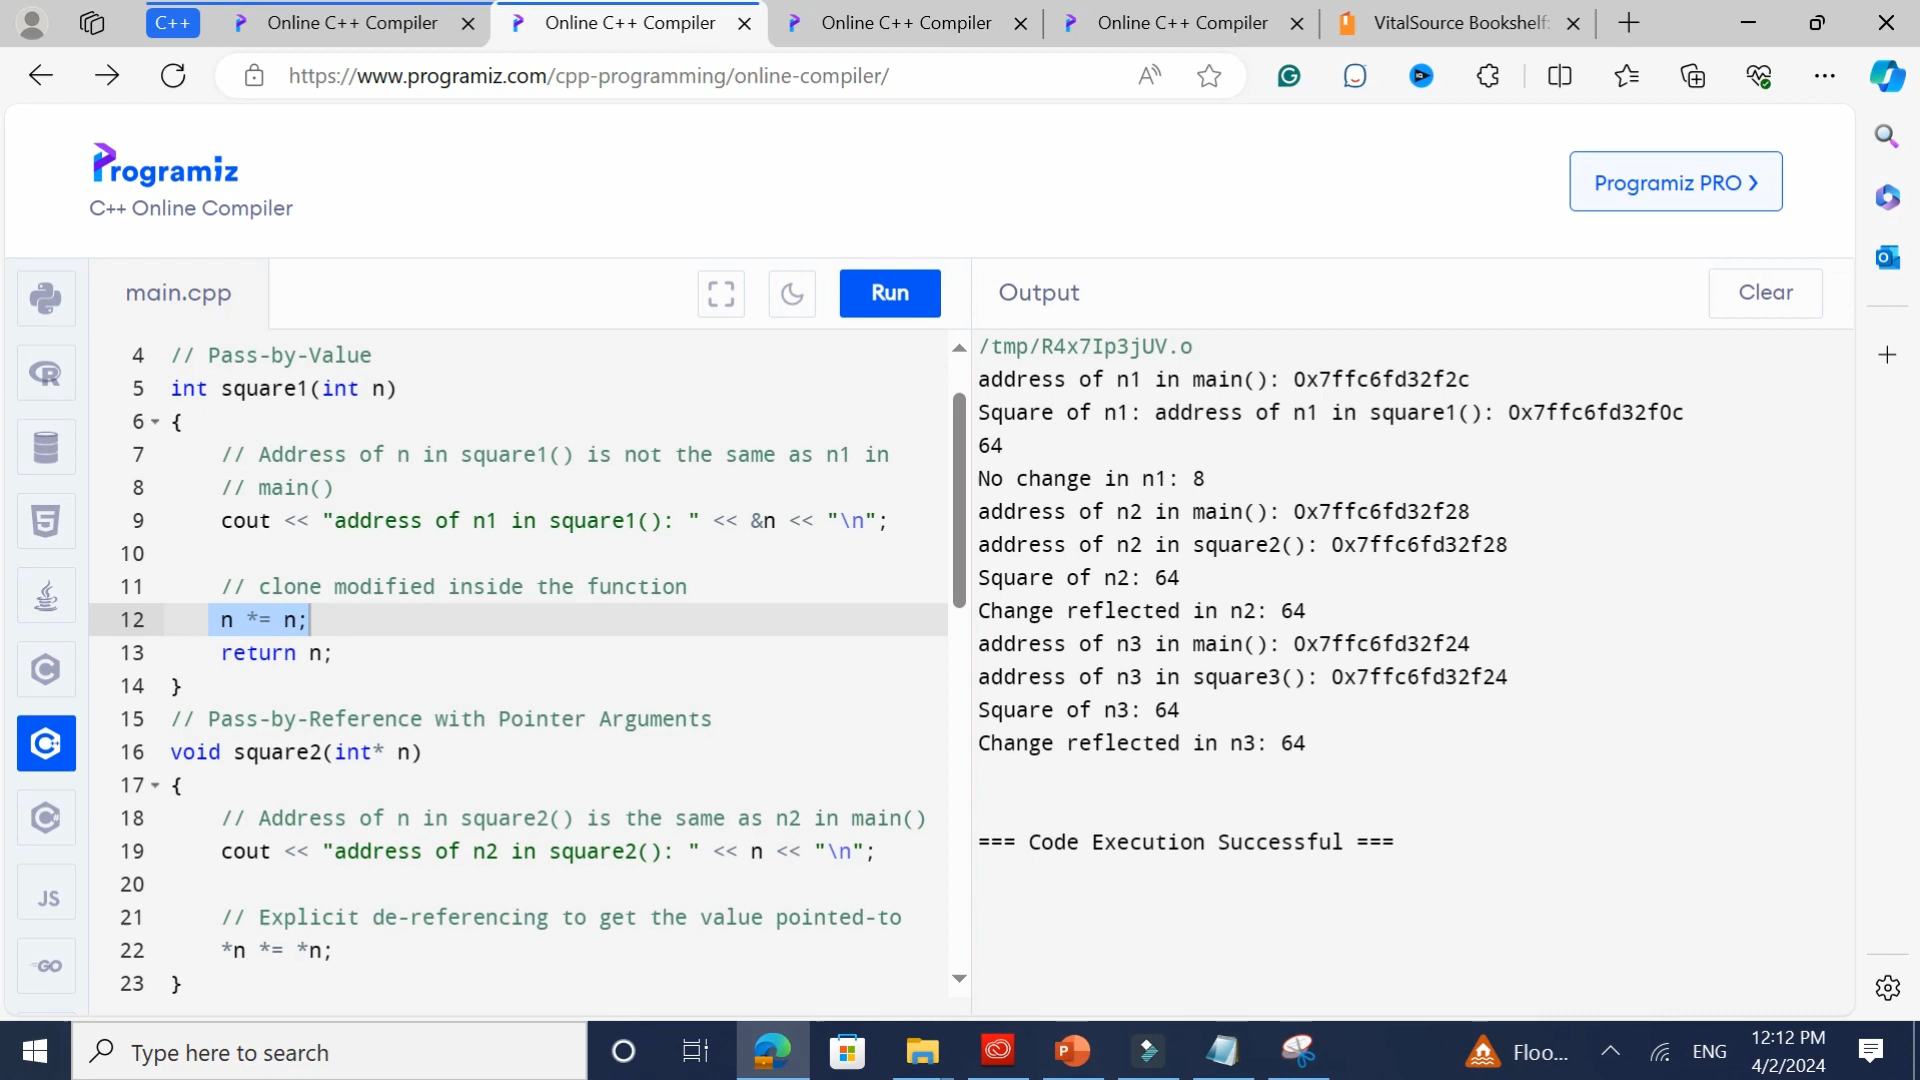 C++ Online C++ Compiler Online C++ Compiler Online C++ Compiler Online C++ Compiler VitalSource Bookshelf:
https://www.programiz.com/cpp-programming/online-compiler/
Programiz
C++ Online Compiler
Programiz PRO ❯
main.cpp
Run
Output
Clear
4 // Pass-by-Value
5 int square1(int n)
6 {
7 // Address of n in square1() is not the same as n1 in
8 // main()
9 cout << "address of n1 in square1(): " << &n << "\n";
10
11 // clone modified inside the function
12 n *= n;
13 return n;
14 }
15 // Pass-by-Reference with Pointer Arguments
16 void square2(int* n)
17 {
18 // Address of n in square2() is the same as n2 in main()
19 cout << "address of n2 in square2(): " << n << "\n";
20
21 // Explicit de-referencing to get the value pointed-to
22 *n *= *n;
23 }
/tmp/R4x7Ip3jUV.o
address of n1 in main(): 0x7ffc6fd32f2c
Square of n1: address of n1 in square1(): 0x7ffc6fd32f0c
64
No change in n1: 8
address of n2 in main(): 0x7ffc6fd32f28
address of n2 in square2(): 0x7ffc6fd32f28
Square of n2: 64
Change reflected in n2: 64
address of n3 in main(): 0x7ffc6fd32f24
address of n3 in square3(): 0x7ffc6fd32f24
Square of n3: 64
Change reflected in n3: 64
=== Code Execution Successful ===
JS
GO
Type here to search
Floo...
ENG
12:12 PM
4/2/2024